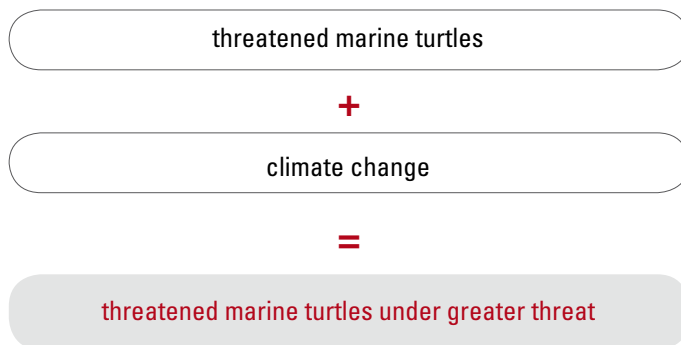 threatened marine turtles
+
climate change
=
threatened marine turtles under greater threat